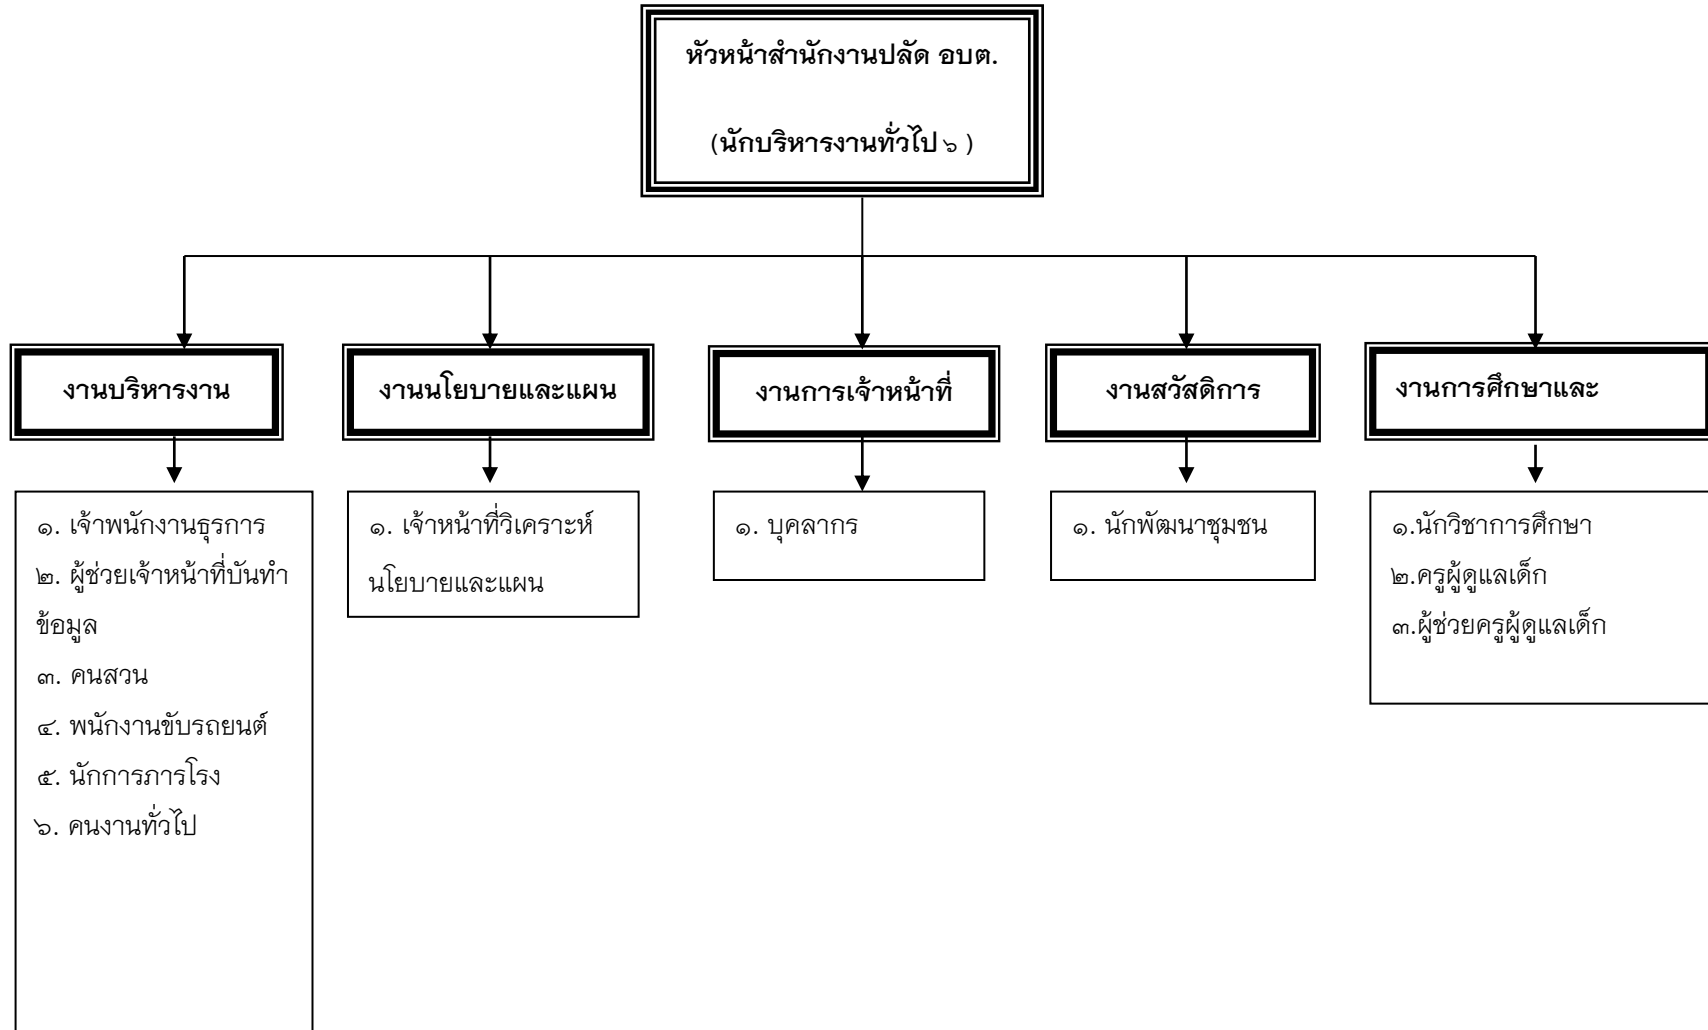 หัวหน้าสำนักงานปลัด อบต.
(นักบริหารงานทั่วไป ๖ )
งานบริหารงาน
งานนโยบายและแผน
งานการเจ้าหน้าที่
งานสวัสดิการ
งานการศึกษาและ
๑. เจ้าพนักงานธุรการ
๒. ผู้ช่วยเจ้าหน้าที่บันทำ
ข้อมูล
๓. คนสวน
๔. พนักงานขับรถยนต์
๕. นักการภารโรง
๖. คนงานทั่วไป
๑. เจ้าหน้าที่วิเคราะห์
นโยบายและแผน
๑. บุคลากร
๑. นักพัฒนาชุมชน
๑.นักวิชาการศึกษา
๒.ครูผู้ดูแลเด็ก
๓.ผู้ช่วยครูผู้ดูแลเด็ก